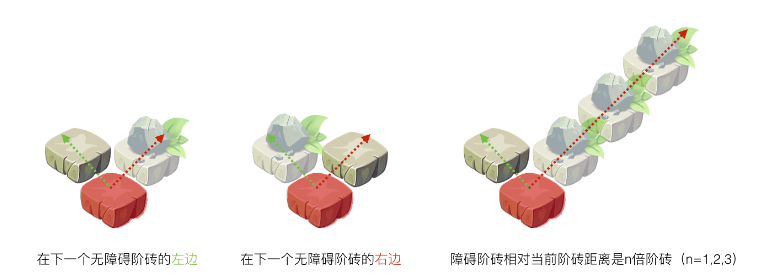 在下一个无障碍阶砖的左边
在下一个无障碍阶砖的右边
障碍阶砖相对当前阶砖距离是n倍阶砖（n=1,2,3）